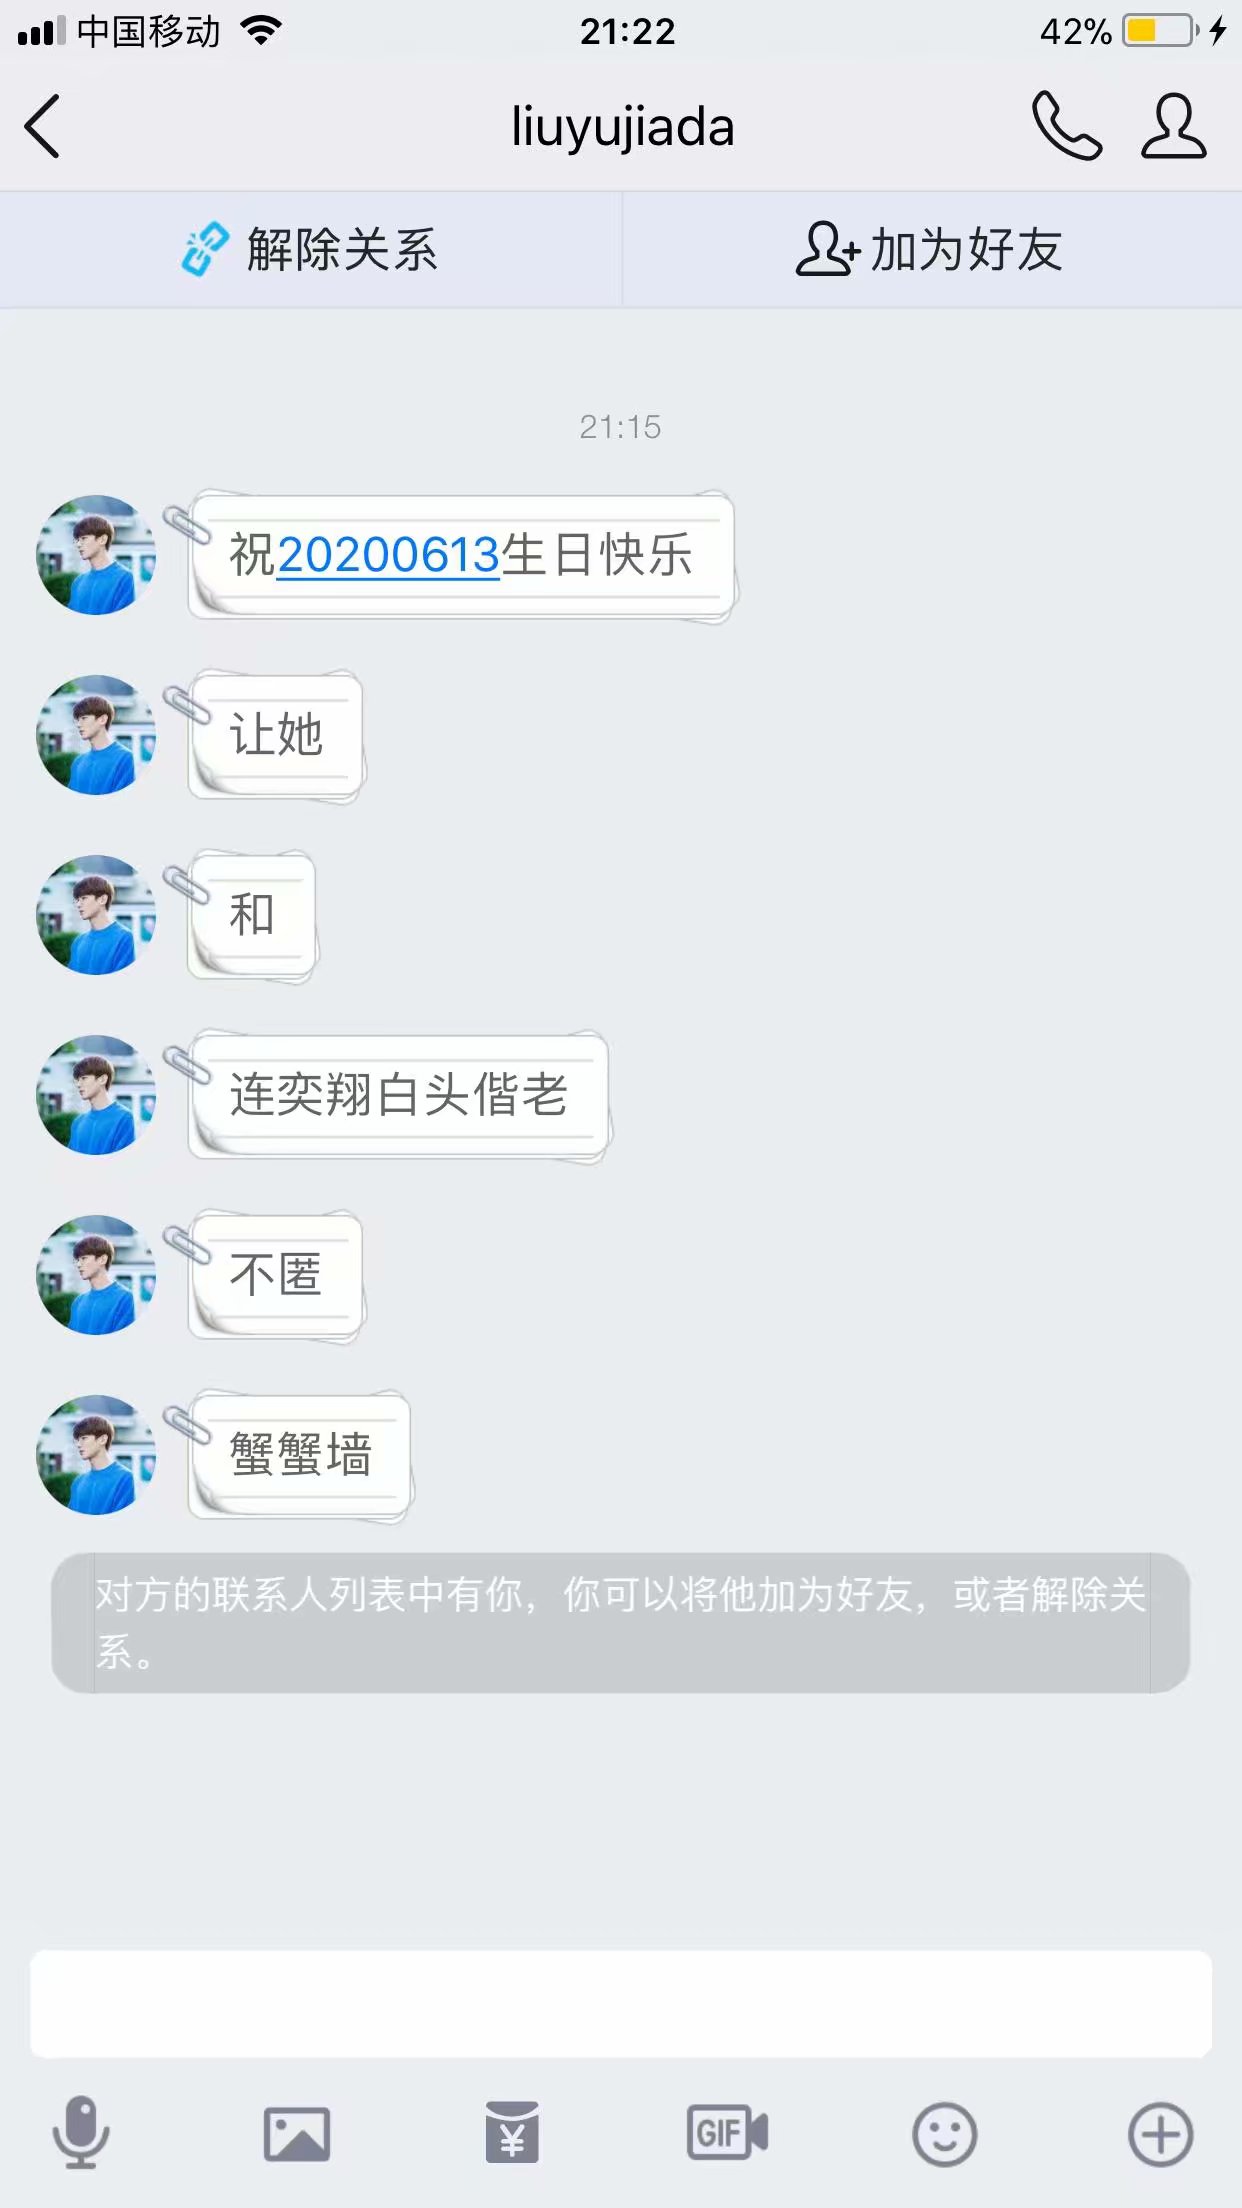 中国移动
21:22
42%
liuyujiada
解除关系
加为好友
21:15
祝20200613生日快乐
让她
和
连奕翔白头偕老
不匿
蟹蟹墙
对方的联系人列表中有你，你可以将他加为好友，或者解除关
系。
¥
GIF